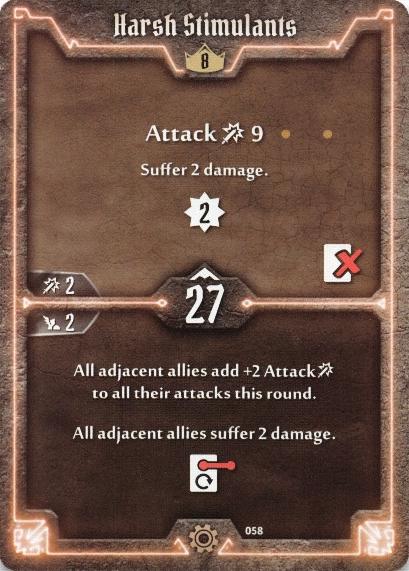 Harsh Stimulants
8
Attack 9
Suffer 2 damage.
2
2
27
2
All adjacent allies add +2 Attack
to all their attacks this round.
All adjacent allies suffer 2 damage.
058